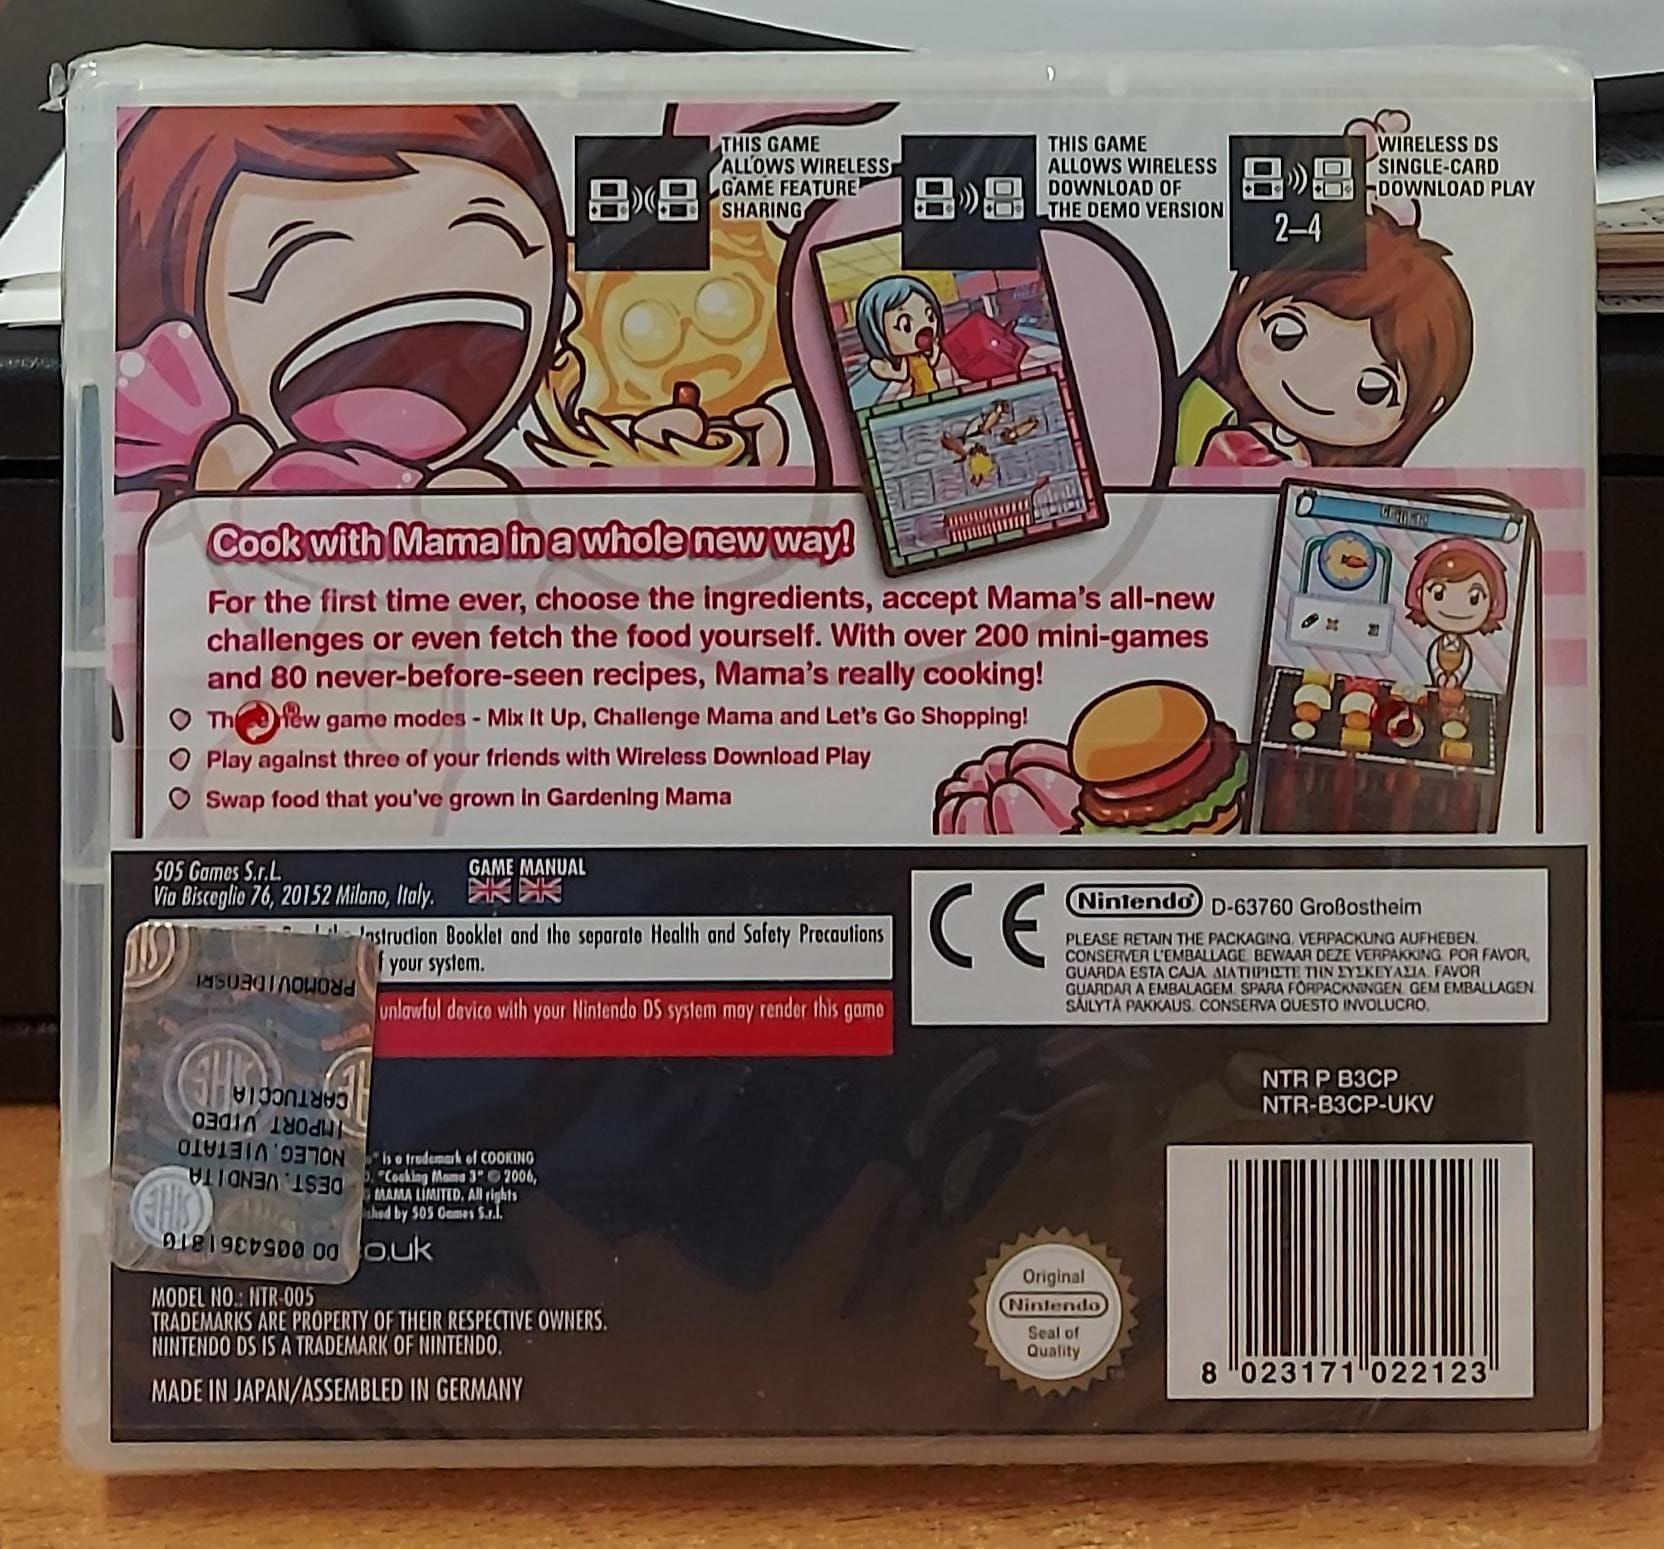 THIS GAME
ALLOWS WIRELESS
GAME FEATURE
SHARING
THIS GAME
ALLOWS WIRELESS
DOWNLOAD OF
THE DEMO VERSION
2–4
WIRELESS DS
SINGLE-CARD
DOWNLOAD PLAY
Cook with Mama in a whole new way!
For the first time ever, choose the ingredients, accept Mama's all-new
challenges or even fetch the food yourself. With over 200 mini-games
and 80 never-before-seen recipes, Mama's really cooking!
new game modes - Mix It Up, Challenge Mama and Let's Go Shopping!
Play against three of your friends with Wireless Download Play
Swap food that you've grown in Gardening Mama
505 Games S.r.L.
Via Bisceglie 76, 20152 Milano, Italy.
GAME MANUAL
Instruction Booklet and the separate Health and Safety Precautions
your system.
unlawful device with your Nintendo DS system may render this game
CE
Nintendo D-63760 Großostheim
PLEASE RETAIN THE PACKAGING. VERPACKUNG AUFHEBEN.
CONSERVER L'EMBALLAGE. BEWAAR DEZE VERPAKKING. POR FAVOR,
GUARDA ESTA CAJA. ΔΙΑΤΗΡΗΣΤΕ ΤΗΝ ΣΥΣΚΕΥΑΣΙΑ. FAVOR
GUARDAR A EMBALAGEM. SPARA FÖRPACKNINGEN. GEM EMBALLAGEN.
SÄILYTÄ PAKKAUS. CONSERVA QUESTO INVOLUCRO.
NTR P B3CP
NTR-B3CP-UKV
DO 0054361816
SIAE
DEST. VENDITA
NOLEG. VIETATO
IMPORT VIDEO
CARTUCCIA
SIAE
PROMOVIDENSRI
is a trademark of COOKING
"Cooking Mama 3" © 2006,
MAMA LIMITED. All rights
by 505 Games S.r.l.
o.uk
MODEL NO.: NTR-005
TRADEMARKS ARE PROPERTY OF THEIR RESPECTIVE OWNERS.
NINTENDO DS IS A TRADEMARK OF NINTENDO.
MADE IN JAPAN/ASSEMBLED IN GERMANY
Original
Nintendo
Seal of
Quality
8 023171 022123